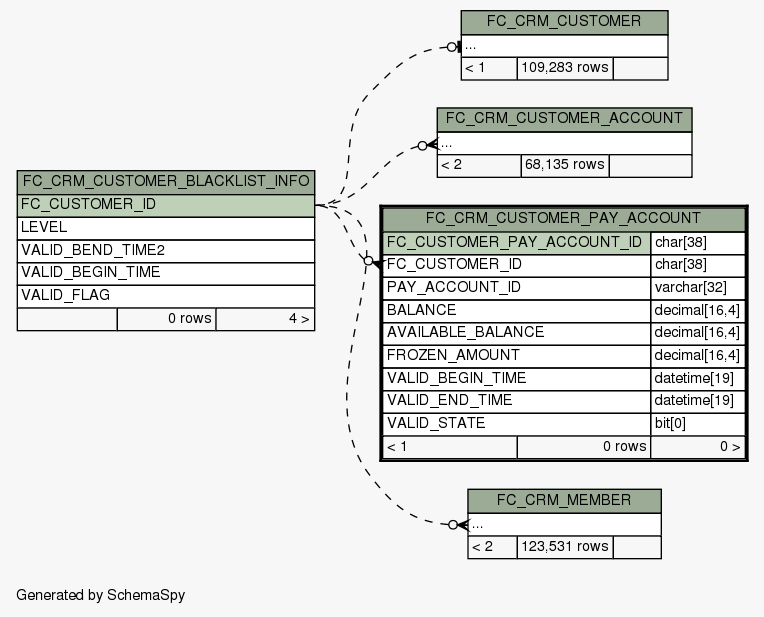 FC_CRM_CUSTOMER
...
< 1 109,283 rows
FC_CRM_CUSTOMER_ACCOUNT
...
< 2 68,135 rows
FC_CRM_CUSTOMER_BLACKLIST_INFO
FC_CUSTOMER_ID
LEVEL
VALID_BEND_TIME2
VALID_BEGIN_TIME
VALID_FLAG
0 rows 4 >
FC_CRM_CUSTOMER_PAY_ACCOUNT
FC_CUSTOMER_PAY_ACCOUNT_ID char[38]
FC_CUSTOMER_ID char[38]
PAY_ACCOUNT_ID varchar[32]
BALANCE decimal[16,4]
AVAILABLE_BALANCE decimal[16,4]
FROZEN_AMOUNT decimal[16,4]
VALID_BEGIN_TIME datetime[19]
VALID_END_TIME datetime[19]
VALID_STATE bit[0]
< 1 0 rows 0 >
FC_CRM_MEMBER
...
< 2 123,531 rows
Generated by SchemaSpy